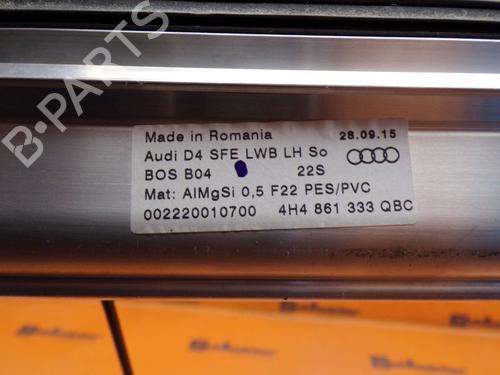 Made in Romania 28.09.15
Audi D4 SFE LWB LH So
BOS B04 22S
Mat: AlMgSi 0,5 F22 PES/PVC
002220010700 4H4 861 333 QBC